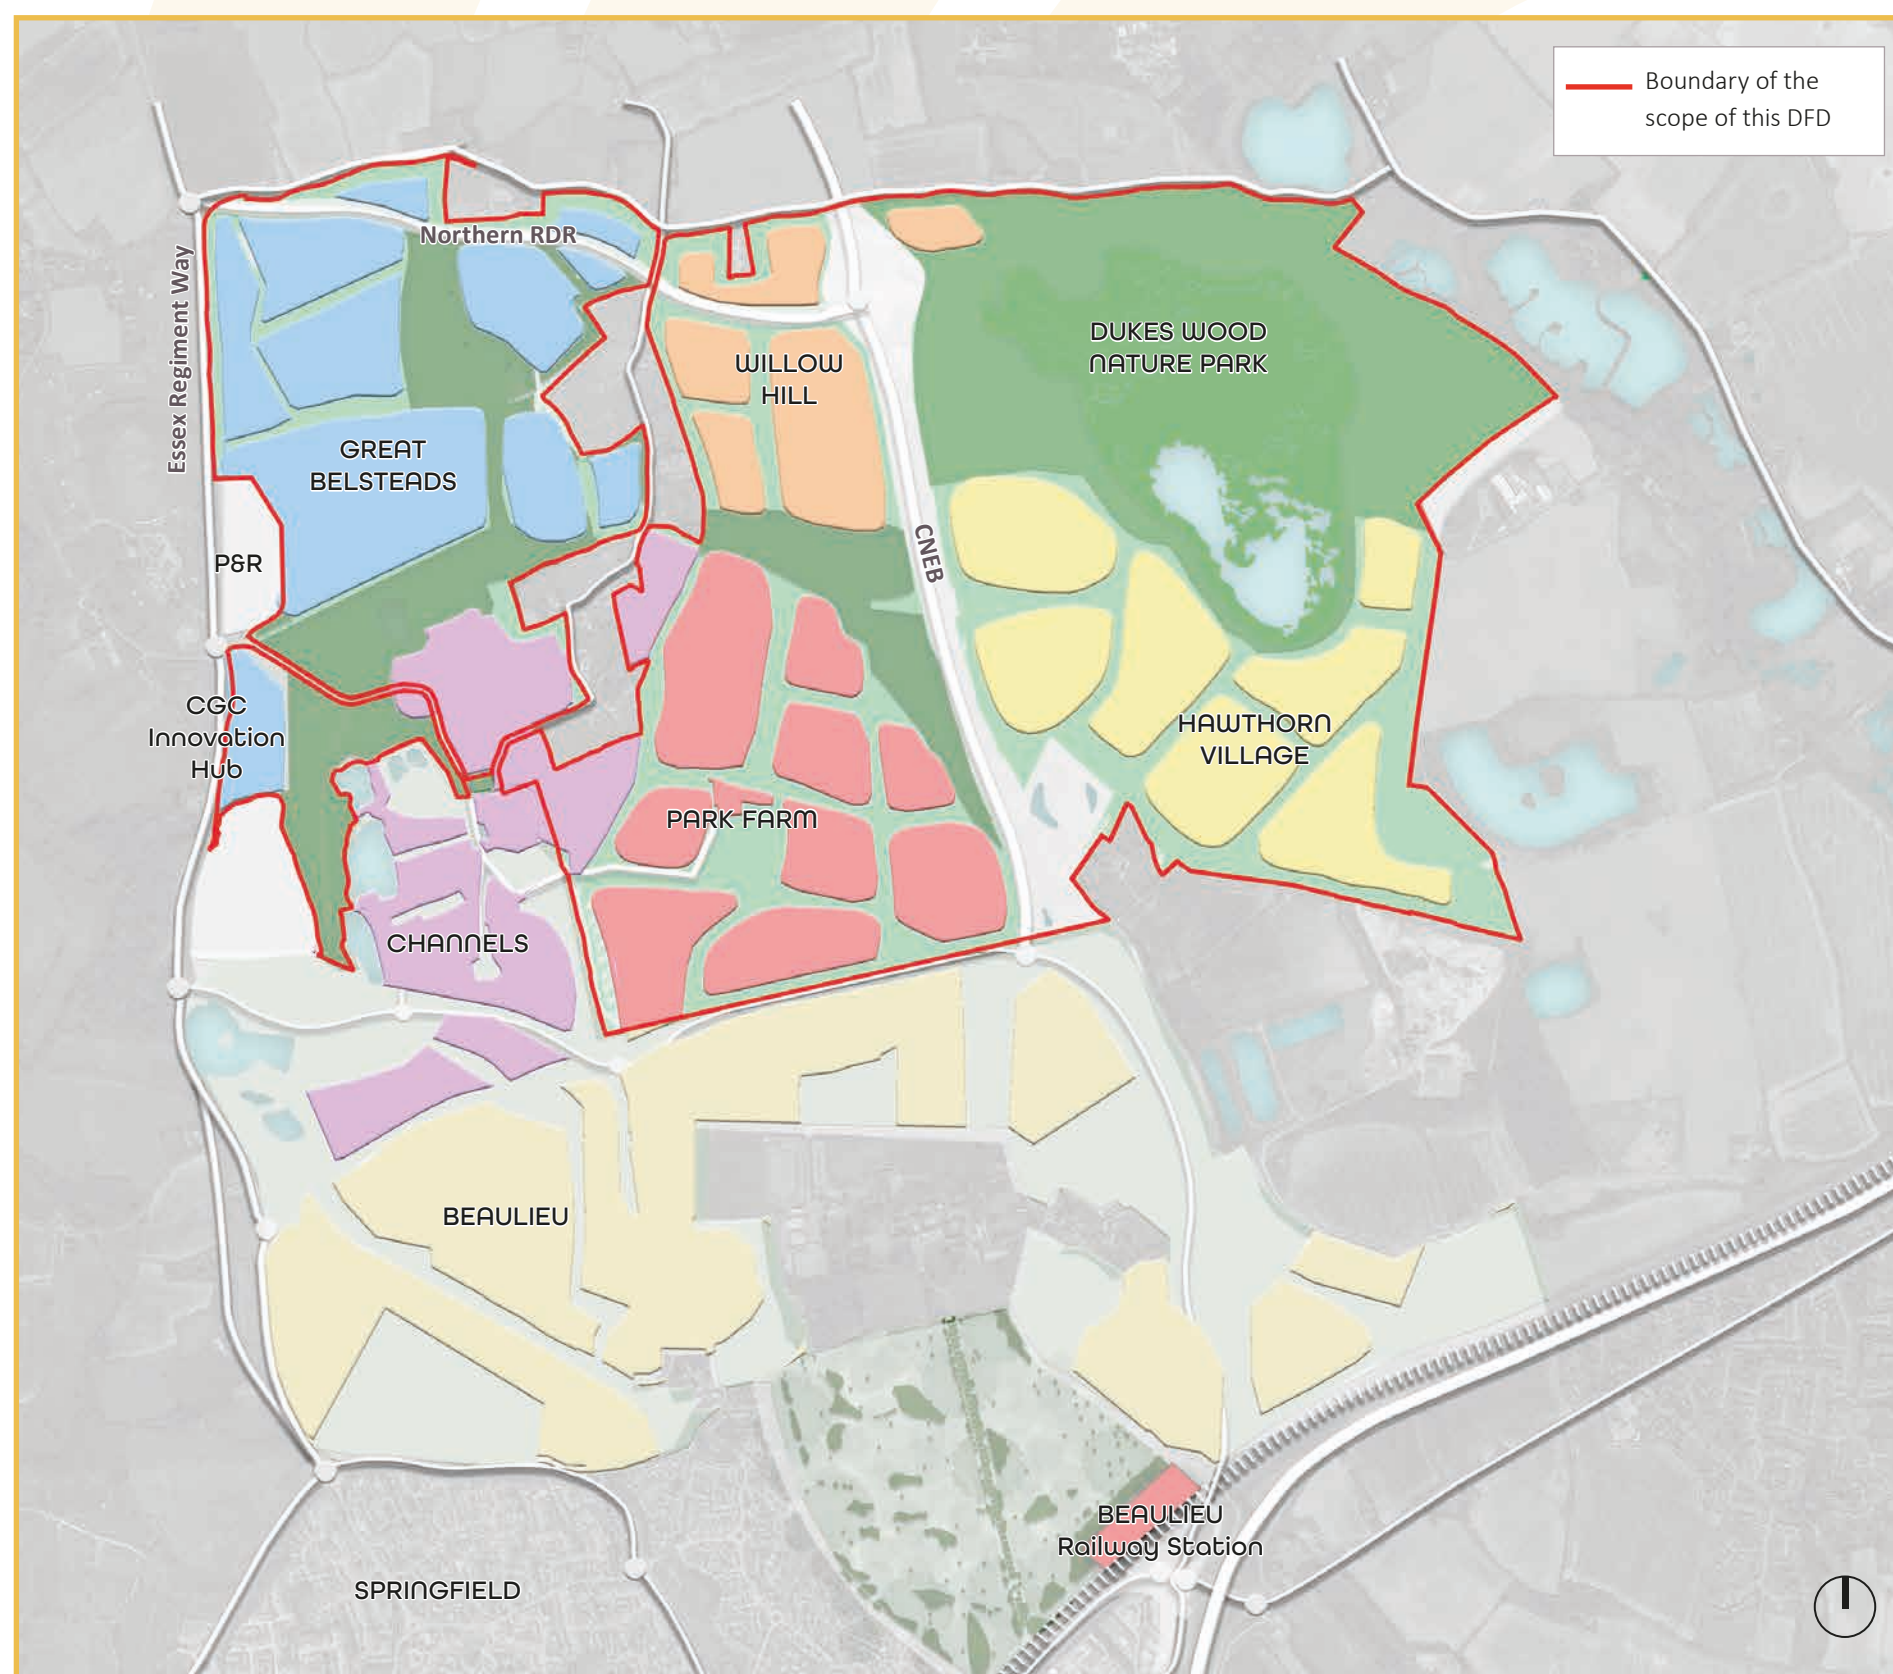 Boundary of the
scope of this DFD
Northern RDR
Essex Regiment Way
DUKES WOOD
NATURE PARK
WILLOW
HILL
GREAT
BELSTEADS
P&R
CNEB
CGC
Innovation
Hub
HAWTHORN
VILLAGE
PARK FARM
CHANNELS
BEAULIEU
BEAULIEU
Railway Station
SPRINGFIELD